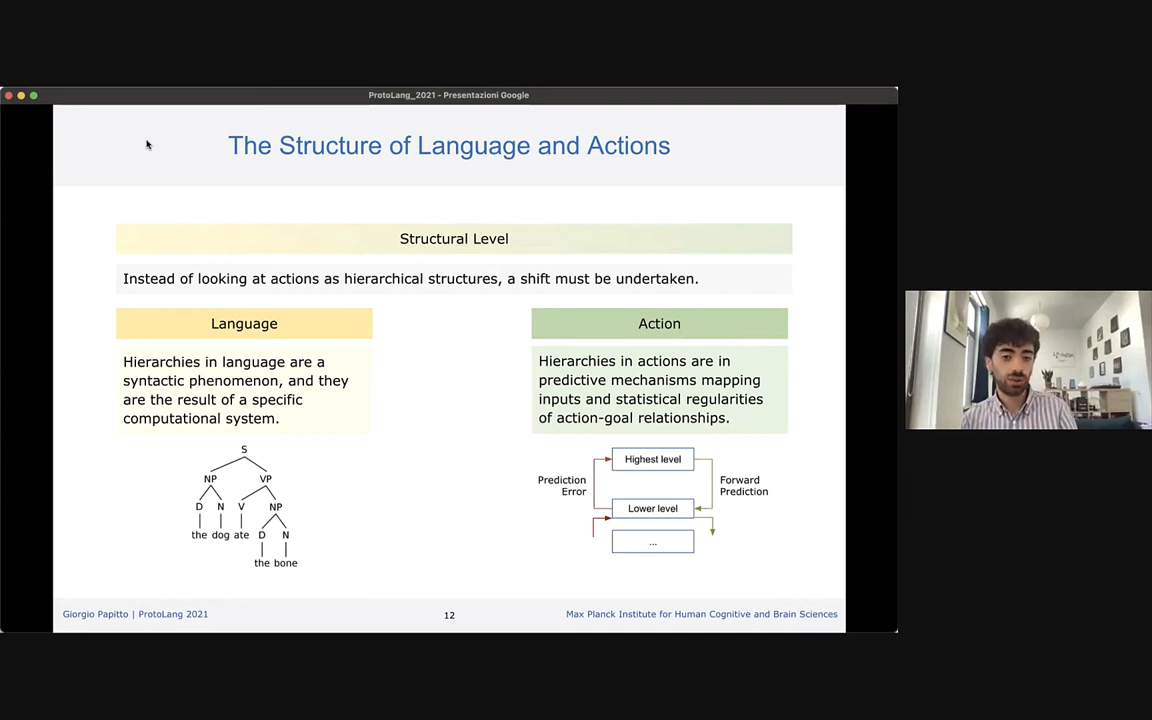 ProtoLang_2021 - Presentazioni Google
The Structure of Language and Actions
Structural Level
Instead of looking at actions as hierarchical structures, a shift must be undertaken.
Language
Hierarchies in language are a
syntactic phenomenon, and they
are the result of a specific
computational system.
S
NP VP
D N V NP
the dog ate D N
the bone
Action
Hierarchies in actions are in
predictive mechanisms mapping
inputs and statistical regularities
of action-goal relationships.
Highest level
Prediction
Error
Forward
Prediction
Lower level
...
Giorgio Papitto | ProtoLang 2021
12
Max Planck Institute for Human Cognitive and Brain Sciences